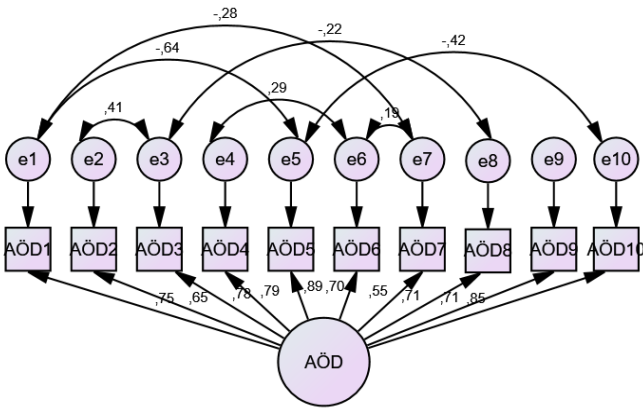 -,28
-,22
-,64
-,42
,29
,41
,19
e1 e2 e3 e4 e5 e6 e7 e8 e9 e10
AÖD1 AÖD2 AÖD3 AÖD4 AÖD5 AÖD6 AÖD7 AÖD8 AÖD9 AÖD10
,75 ,65 ,78 ,79 ,89 ,70 ,55 ,71 ,71 ,85
AÖD